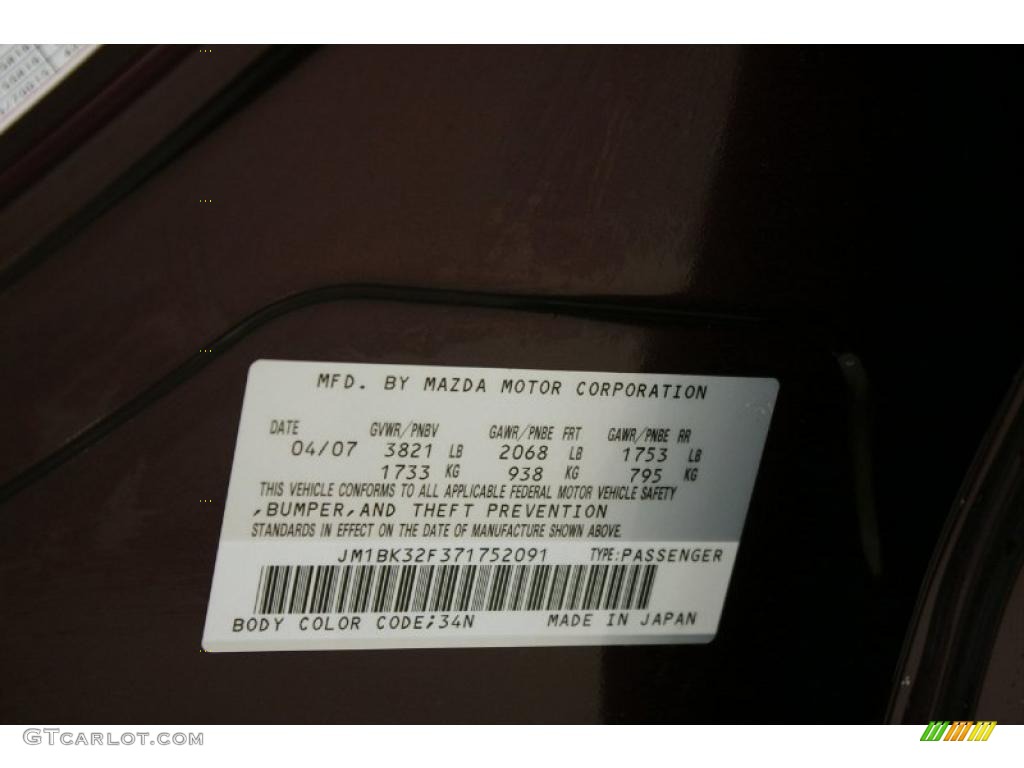 MFD. BY MAZDA MOTOR CORPORATION
DATE GVWR/PNBV GAWR/PNBE FRT GAWR/PNBE RR
04/07 3821 LB 2068 LB 1753 LB
1733 KG 938 KG 795 KG
THIS VEHICLE CONFORMS TO ALL APPLICABLE FEDERAL MOTOR VEHICLE SAFETY
,BUMPER,AND THEFT PREVENTION
STANDARDS IN EFFECT ON THE DATE OF MANUFACTURE SHOWN ABOVE.
JM1BK32F371752091 TYPE:PASSENGER
BODY COLOR CODE;34N MADE IN JAPAN
GTCARLOT.COM